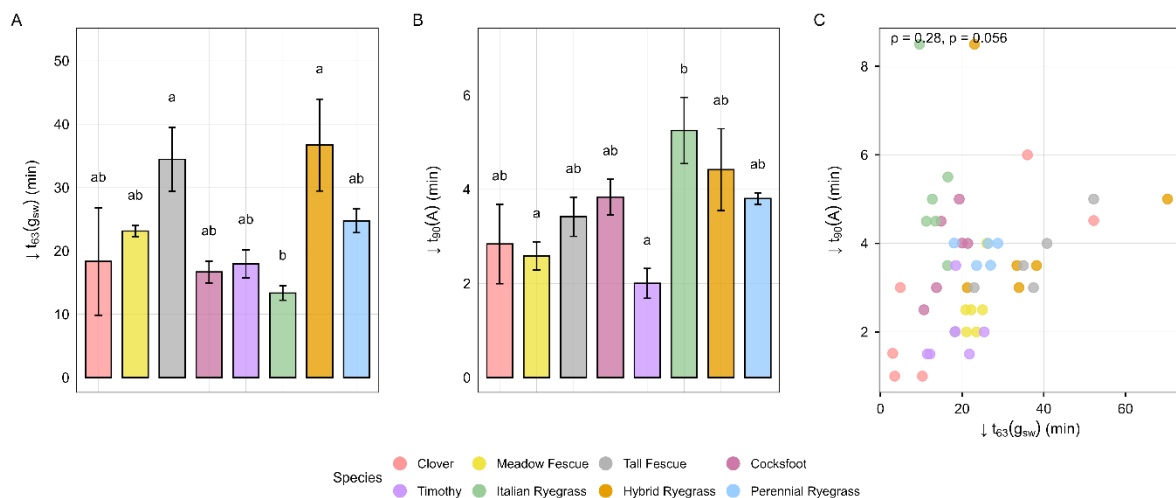 A
↓ t₆₃(gₛw) (min)
50
40
30
20
10
0
ab
ab
a
ab
ab
b
a
ab
B
↓ t₉₀(A) (min)
6
4
2
0
ab
a
ab
ab
a
b
ab
ab
C
ρ = 0.28, p = 0.056
↓ t₉₀(A) (min)
8
6
4
2
0 20 40 60
↓ t₆₃(gₛw) (min)
Species
Clover Meadow Fescue Tall Fescue Cocksfoot
Timothy Italian Ryegrass Hybrid Ryegrass Perennial Ryegrass